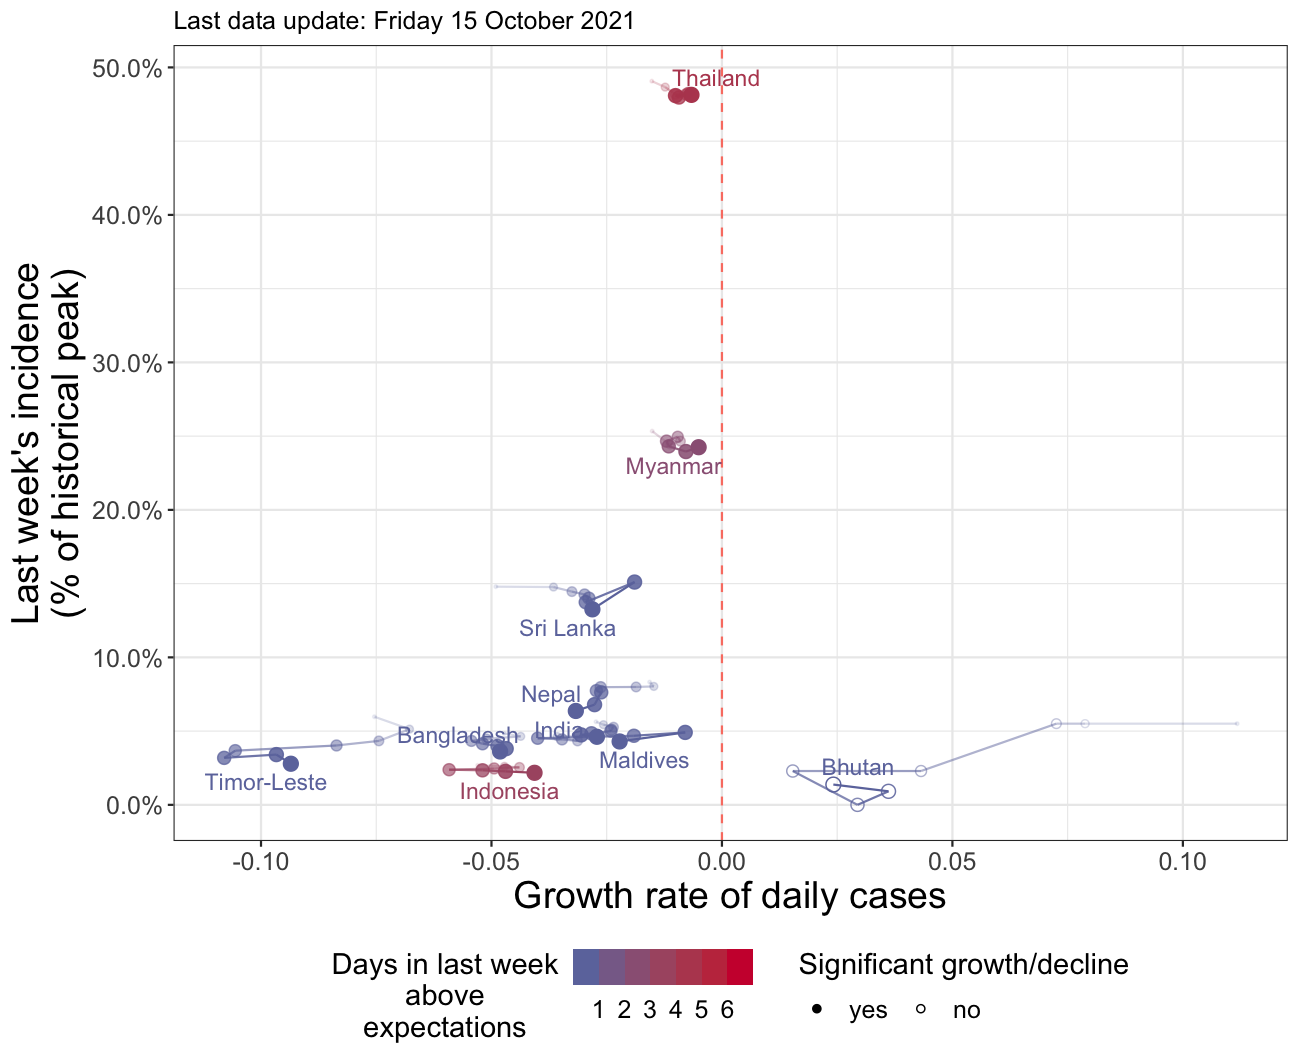 Last data update: Friday 15 October 2021
Last week's incidence
(% of historical peak)
50.0%
40.0%
30.0%
20.0%
10.0%
0.0%
Thailand
Myanmar
Sri Lanka
Nepal
India
Bangladesh
Maldives
Timor-Leste
Indonesia
Bhutan
-0.10 -0.05 0.00 0.05 0.10
Growth rate of daily cases
Days in last week
above
expectations
1 2 3 4 5 6
Significant growth/decline
yes no